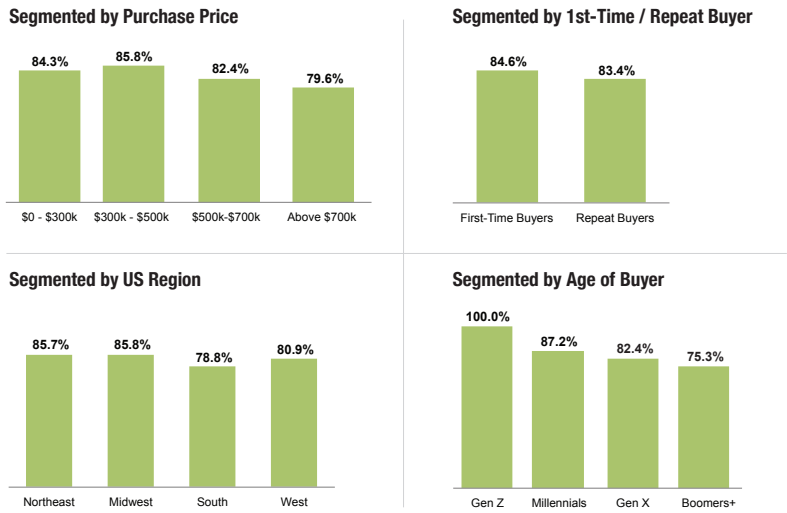 Segmented by Purchase Price
84.3%
85.8%
82.4%
79.6%
$0 - $300k
$300k - $500k
$500k-$700k
Above $700k
Segmented by 1st-Time / Repeat Buyer
84.6%
83.4%
First-Time Buyers
Repeat Buyers
Segmented by US Region
85.7%
85.8%
78.8%
80.9%
Northeast
Midwest
South
West
Segmented by Age of Buyer
100.0%
87.2%
82.4%
75.3%
Gen Z
Millennials
Gen X
Boomers+